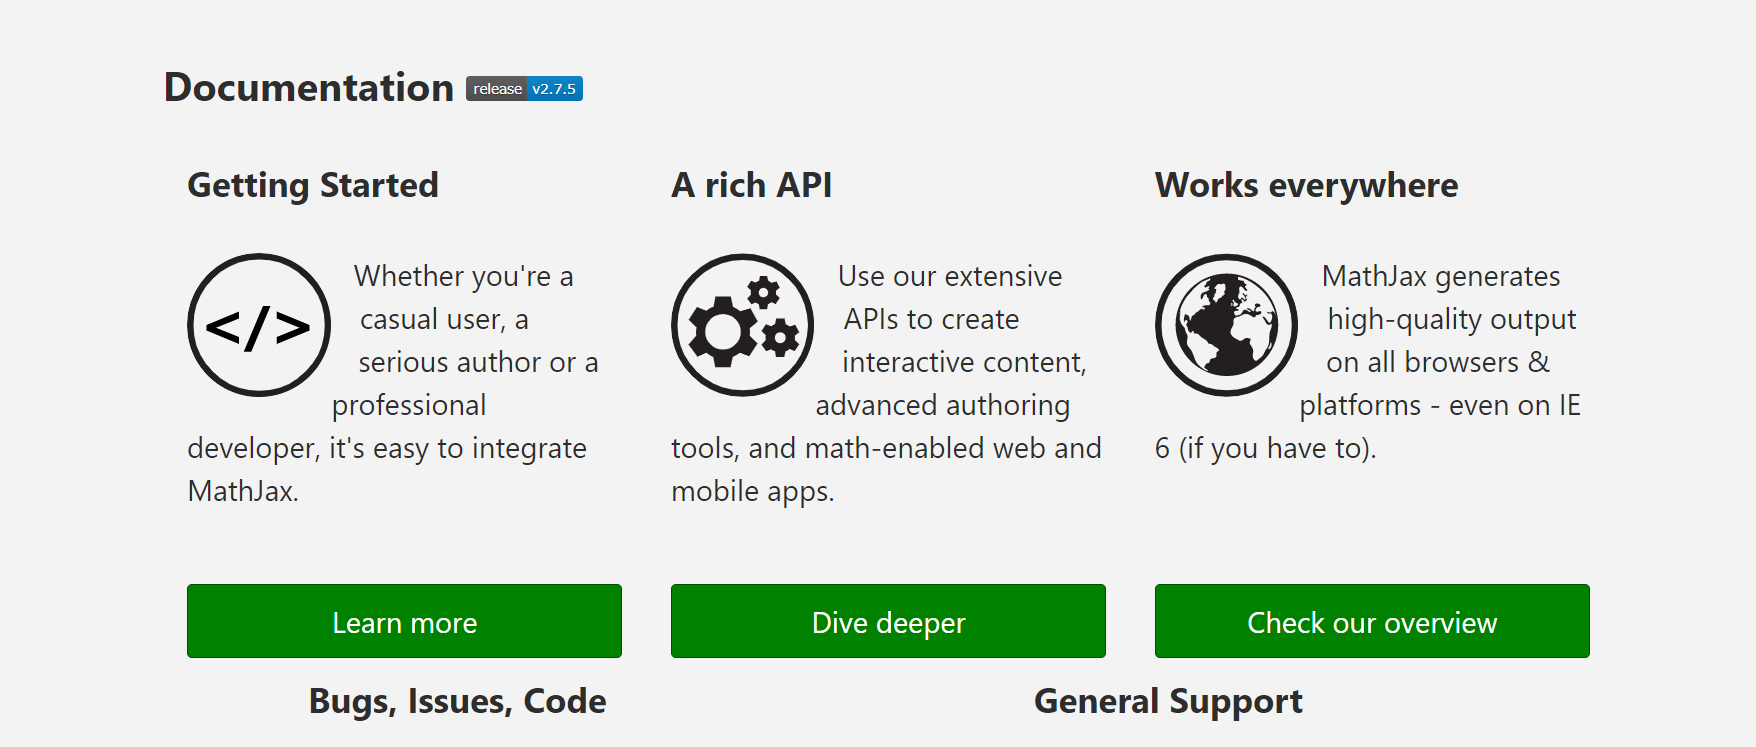 Documentation release v2.7.5
Getting Started
</>
Whether you're a
casual user, a
serious author or a
professional
developer, it's easy to integrate
MathJax.
Learn more
A rich API
Use our extensive
APIs to create
interactive content,
advanced authoring
tools, and math-enabled web and
mobile apps.
Dive deeper
Works everywhere
MathJax generates
high-quality output
on all browsers &
platforms - even on IE
6 (if you have to).
Check our overview
Bugs, Issues, Code
General Support